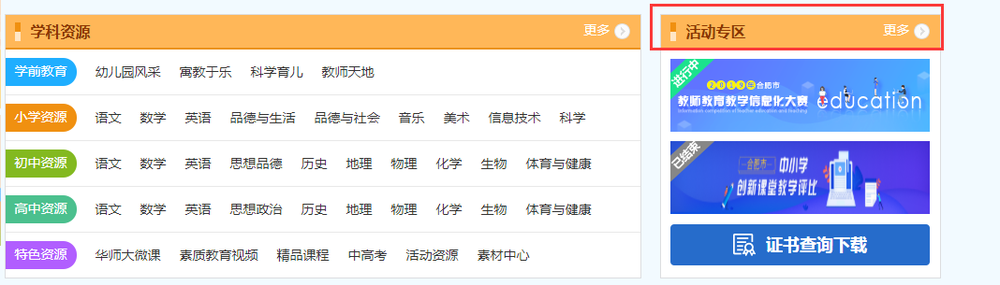 学科资源 更多
学前教育 幼儿园风采 寓教于乐 科学育儿 教师天地
小学资源 语文 数学 英语 品德与生活 品德与社会 音乐 美术 信息技术 科学
初中资源 语文 数学 英语 思想品德 历史 地理 物理 化学 生物 体育与健康
高中资源 语文 数学 英语 思想政治 历史 地理 物理 化学 生物 体育与健康
特色资源 华师大微课 素质教育视频 精品课程 中高考 活动资源 素材中心
活动专区 更多
进行中
2019年合肥市
教师教育教学信息化大赛
education
Information competition of teacher education and teaching
已结束
合肥市 中小学
创新课堂教学评比
证书查询下载